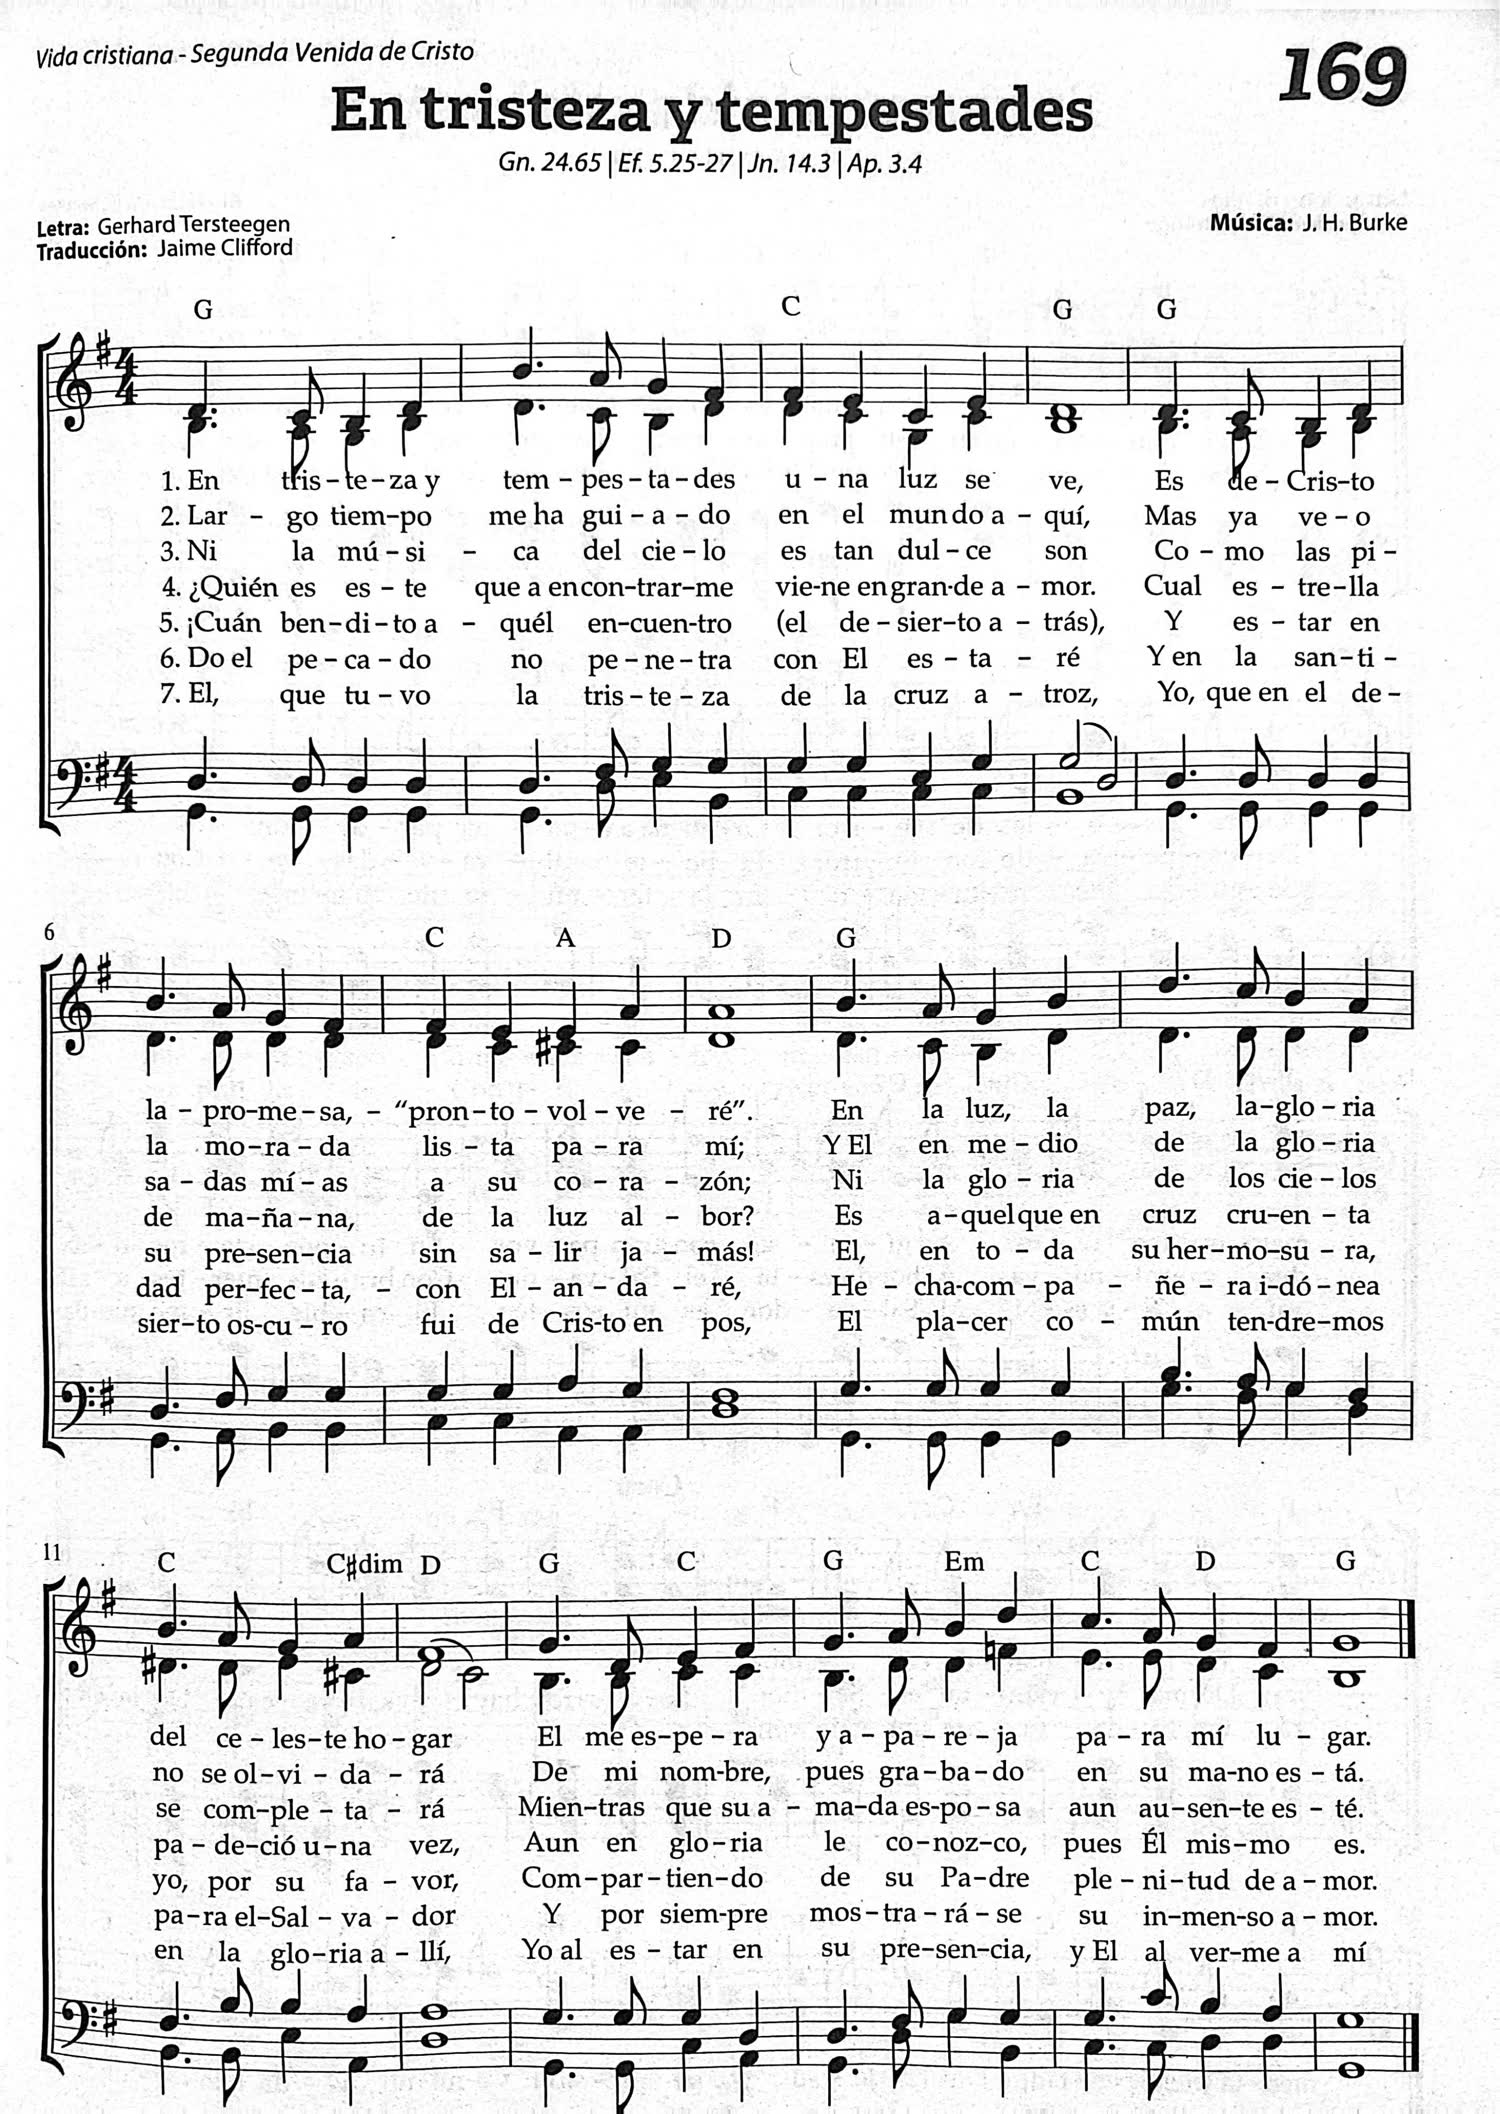 Vida cristiana - Segunda Venida de Cristo
169
En tristeza y tempestades
Gn. 24.65 | Ef. 5.25-27 | Jn. 14.3 | Ap. 3.4
Letra: Gerhard Tersteegen
Música: J. H. Burke
Traducción: Jaime Clifford
G C G G
4
4
1. En tris-te-za y tem-pes-ta-des u-na luz se ve, Es de-Cris-to
2. Lar-go tiem-po me ha gui-a-do en el mundo a-quí, Mas ya ve-o
3. Ni la mú-si-ca del cie-lo es tan dul-ce son Co-mo las pi-
4. ¿Quién es es-te que a encon-trar-me vie-ne en gran-de a-mor. Cual es-tre-lla
5. ¡Cuán ben-di-to a-quél en-cuen-tro (el de-sier-to a-trás), Y es-tar en
6. Do el pe-ca-do no pe-ne-tra con El es-ta-ré Y en la san-ti-
7. El, que tu-vo la tris-te-za de la cruz a-troz, Yo, que en el de-
4
4
6
C A D G
la-pro-me-sa,-“pron-to-vol-ve-ré”. En la luz, la paz, la-glo-ria
la mo-ra-da lis-ta pa-ra mí; Y El en me-dio de la glo-ria
sa-das mí-as a su co-ra-zón; Ni la glo-ria de los cie-los
de ma-ña-na, de la luz al-bor? Es a-quel que en cruz cru-en-ta
su pre-sen-cia sin sa-lir ja-más! El, en to-da su her-mo-su-ra,
dad per-fec-ta,-con El-an-da-ré, He-cha-com-pa-ñe-ra i-dó-nea
sier-to os-cu-ro fui de Cris-to en pos, El pla-cer co-mún ten-dre-mos
11
C C♯dim D G C G Em C D G
del ce-les-te ho-gar El me es-pe-ra y a-pa-re-ja pa-ra mí lu-gar.
no se ol-vi-da-rá De mi nom-bre, pues gra-ba-do en su ma-no es-tá.
se com-ple-ta-rá Mien-tras que su a-ma-da es-po-sa aun au-sen-te es-té.
pa-de-ció u-na vez, Aun en glo-ria le co-noz-co, pues Él mis-mo es.
yo, por su fa-vor, Com-par-tien-do de su Pa-dre ple-ni-tud de a-mor.
pa-ra el-Sal-va-dor Y por siem-pre mos-tra-rá-se su in-men-so a-mor.
en la glo-ria a-llí, Yo al es-tar en su pre-sen-cia, y El al ver-me a mí